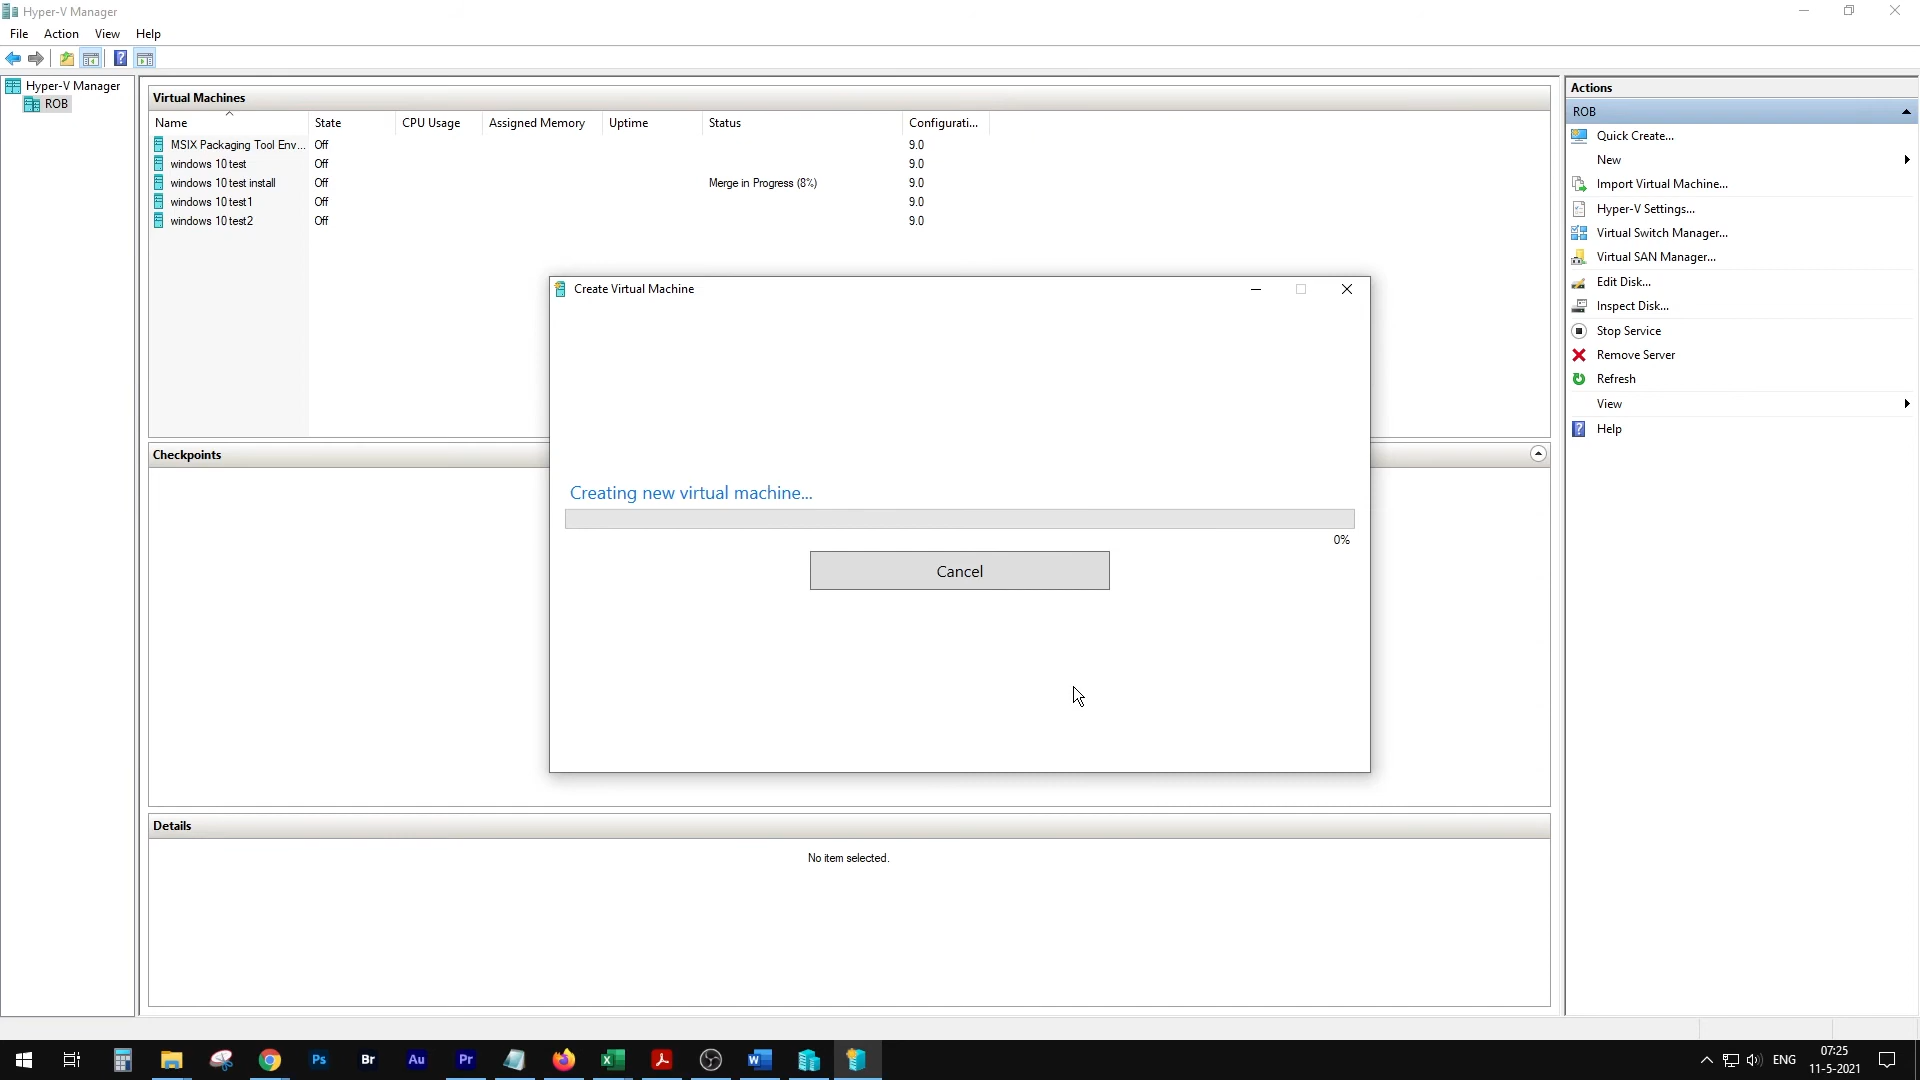 Hyper-V Manager
File Action View Help
Hyper-V Manager
ROB
Virtual Machines
Name State CPU Usage Assigned Memory Uptime Status Configurati...
MSIX Packaging Tool Env... Off 9.0
windows 10 test Off 9.0
windows 10 test install Off Merge in Progress (8%) 9.0
windows 10 test1 Off 9.0
windows 10 test2 Off 9.0
Create Virtual Machine
Creating new virtual machine...
0%
Cancel
Checkpoints
Details
No item selected.
Actions
ROB
Quick Create...
New
Import Virtual Machine...
Hyper-V Settings...
Virtual Switch Manager...
Virtual SAN Manager...
Edit Disk...
Inspect Disk...
Stop Service
Remove Server
Refresh
View
Help
Ps Br Au Pr
ENG
07:25
11-5-2021